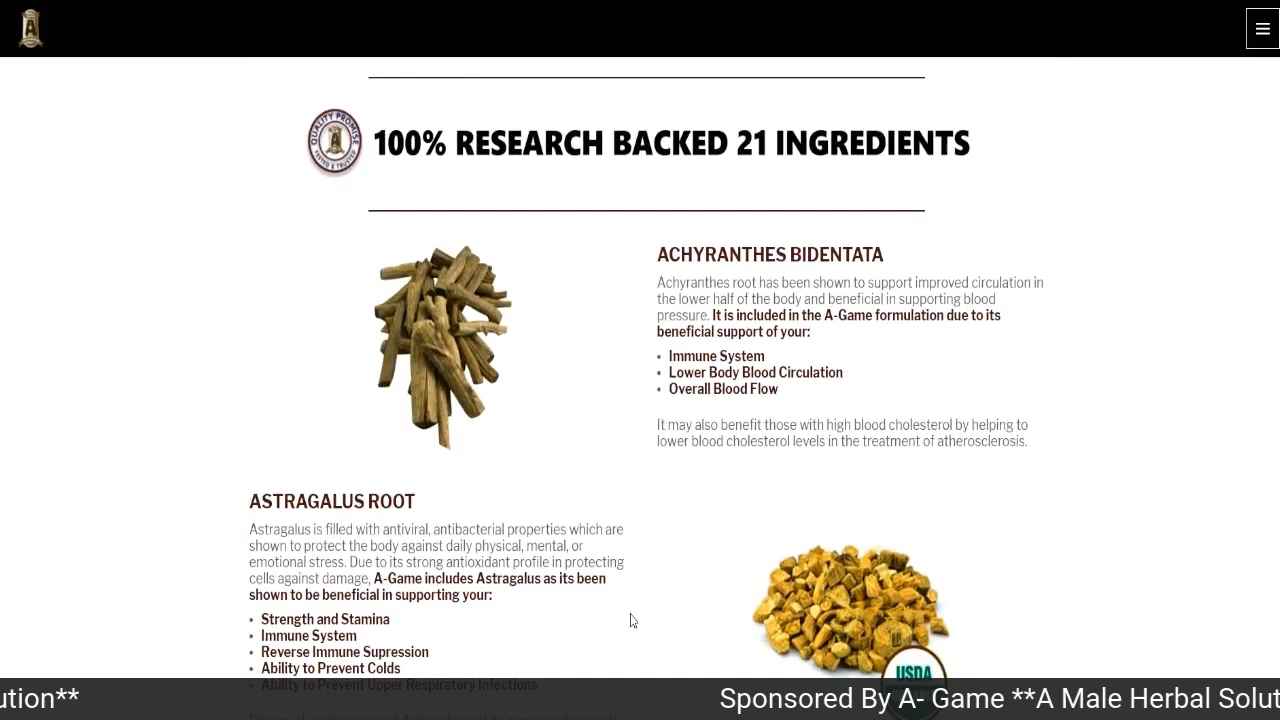 A
QUALITY PROMISE
TESTED & TRUSTED
100% RESEARCH BACKED 21 INGREDIENTS
ACHYRANTHES BIDENTATA
Achyranthes root has been shown to support improved circulation in
the lower half of the body and beneficial in supporting blood
pressure. It is included in the A-Game formulation due to its
beneficial support of your:
• Immune System
• Lower Body Blood Circulation
• Overall Blood Flow
It may also benefit those with high blood cholesterol by helping to
lower blood cholesterol levels in the treatment of atherosclerosis.
ASTRAGALUS ROOT
Astragalus is filled with antiviral, antibacterial properties which are
shown to protect the body against daily physical, mental, or
emotional stress. Due to its strong antioxidant profile in protecting
cells against damage, A-Game includes Astragalus as its been
shown to be beneficial in supporting your:
• Strength and Stamina
• Immune System
• Reverse Immune Supression
• Ability to Prevent Colds
• Ability to Prevent Upper Respiratory Infections
USDA
ution**
Sponsored By A- Game **A Male Herbal Solut